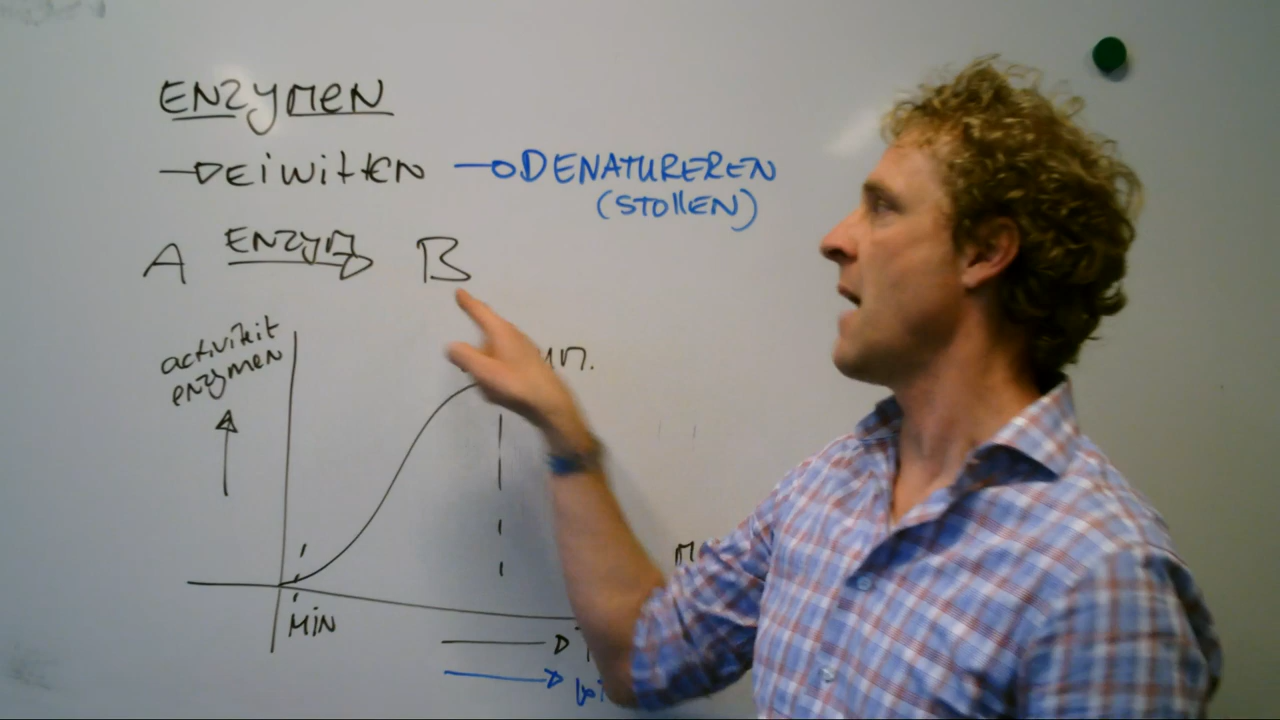 ENZYMEN
→ EIWITTEN → DENATUREREN
(STOLLEN)
A ENZYM→ B
activiteit
enzymen
MIN